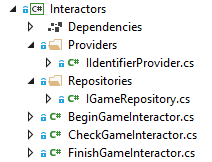 C# Interactors
Dependencies
Providers
C# IIdentifierProvider.cs
Repositories
C# IGameRepository.cs
C# BeginGameInteractor.cs
C# CheckGameInteractor.cs
C# FinishGameInteractor.cs